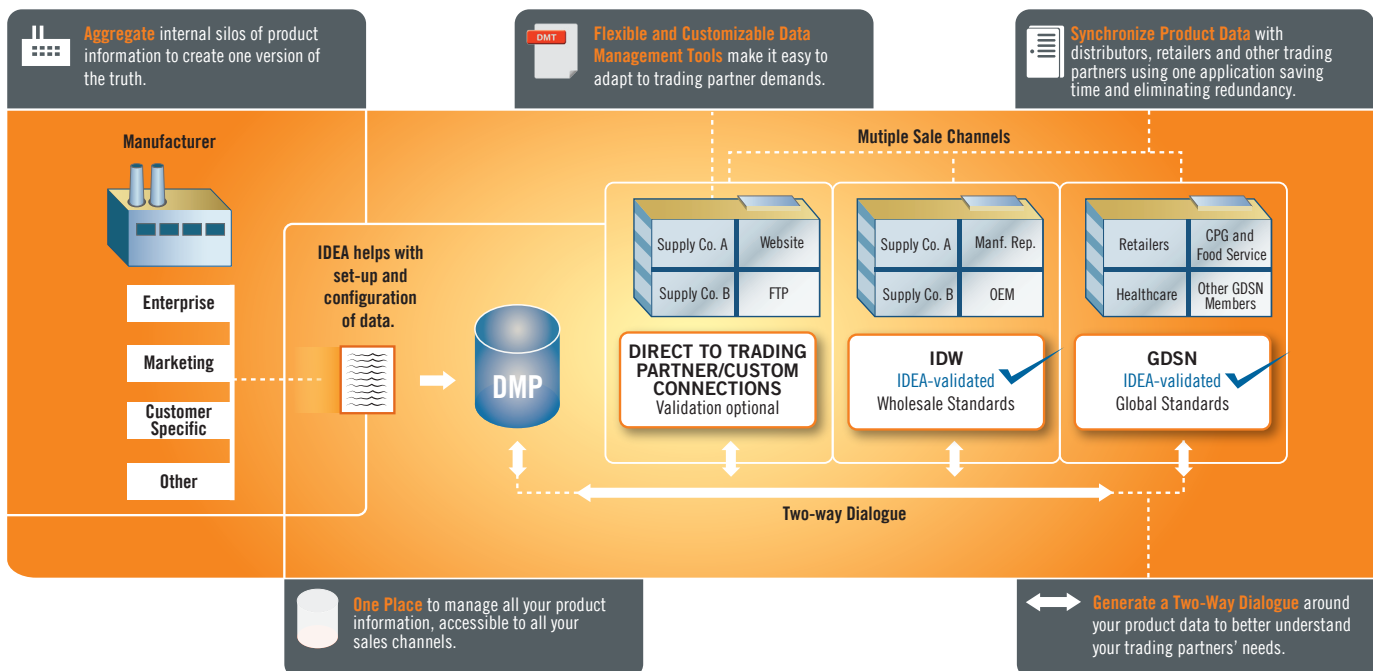 Aggregate internal silos of product
information to create one version of
the truth.
DMT
Flexible and Customizable Data
Management Tools make it easy to
adapt to trading partner demands.
Synchronize Product Data with
distributors, retailers and other trading
partners using one application saving
time and eliminating redundancy.
Manufacturer
Enterprise
Marketing
Customer
Specific
Other
IDEA helps with
set-up and
configuration
of data.
DMP
Mutiple Sale Channels
Supply Co. A
Website
Supply Co. B
FTP
DIRECT TO TRADING
PARTNER/CUSTOM
CONNECTIONS
Validation optional
Supply Co. A
Manf. Rep.
Supply Co. B
OEM
IDW
IDEA-validated
Wholesale Standards
Retailers
CPG and
Food Service
Healthcare
Other GDSN
Members
GDSN
IDEA-validated
Global Standards
Two-way Dialogue
One Place to manage all your product
information, accessible to all your
sales channels.
Generate a Two-Way Dialogue around
your product data to better understand
your trading partners' needs.